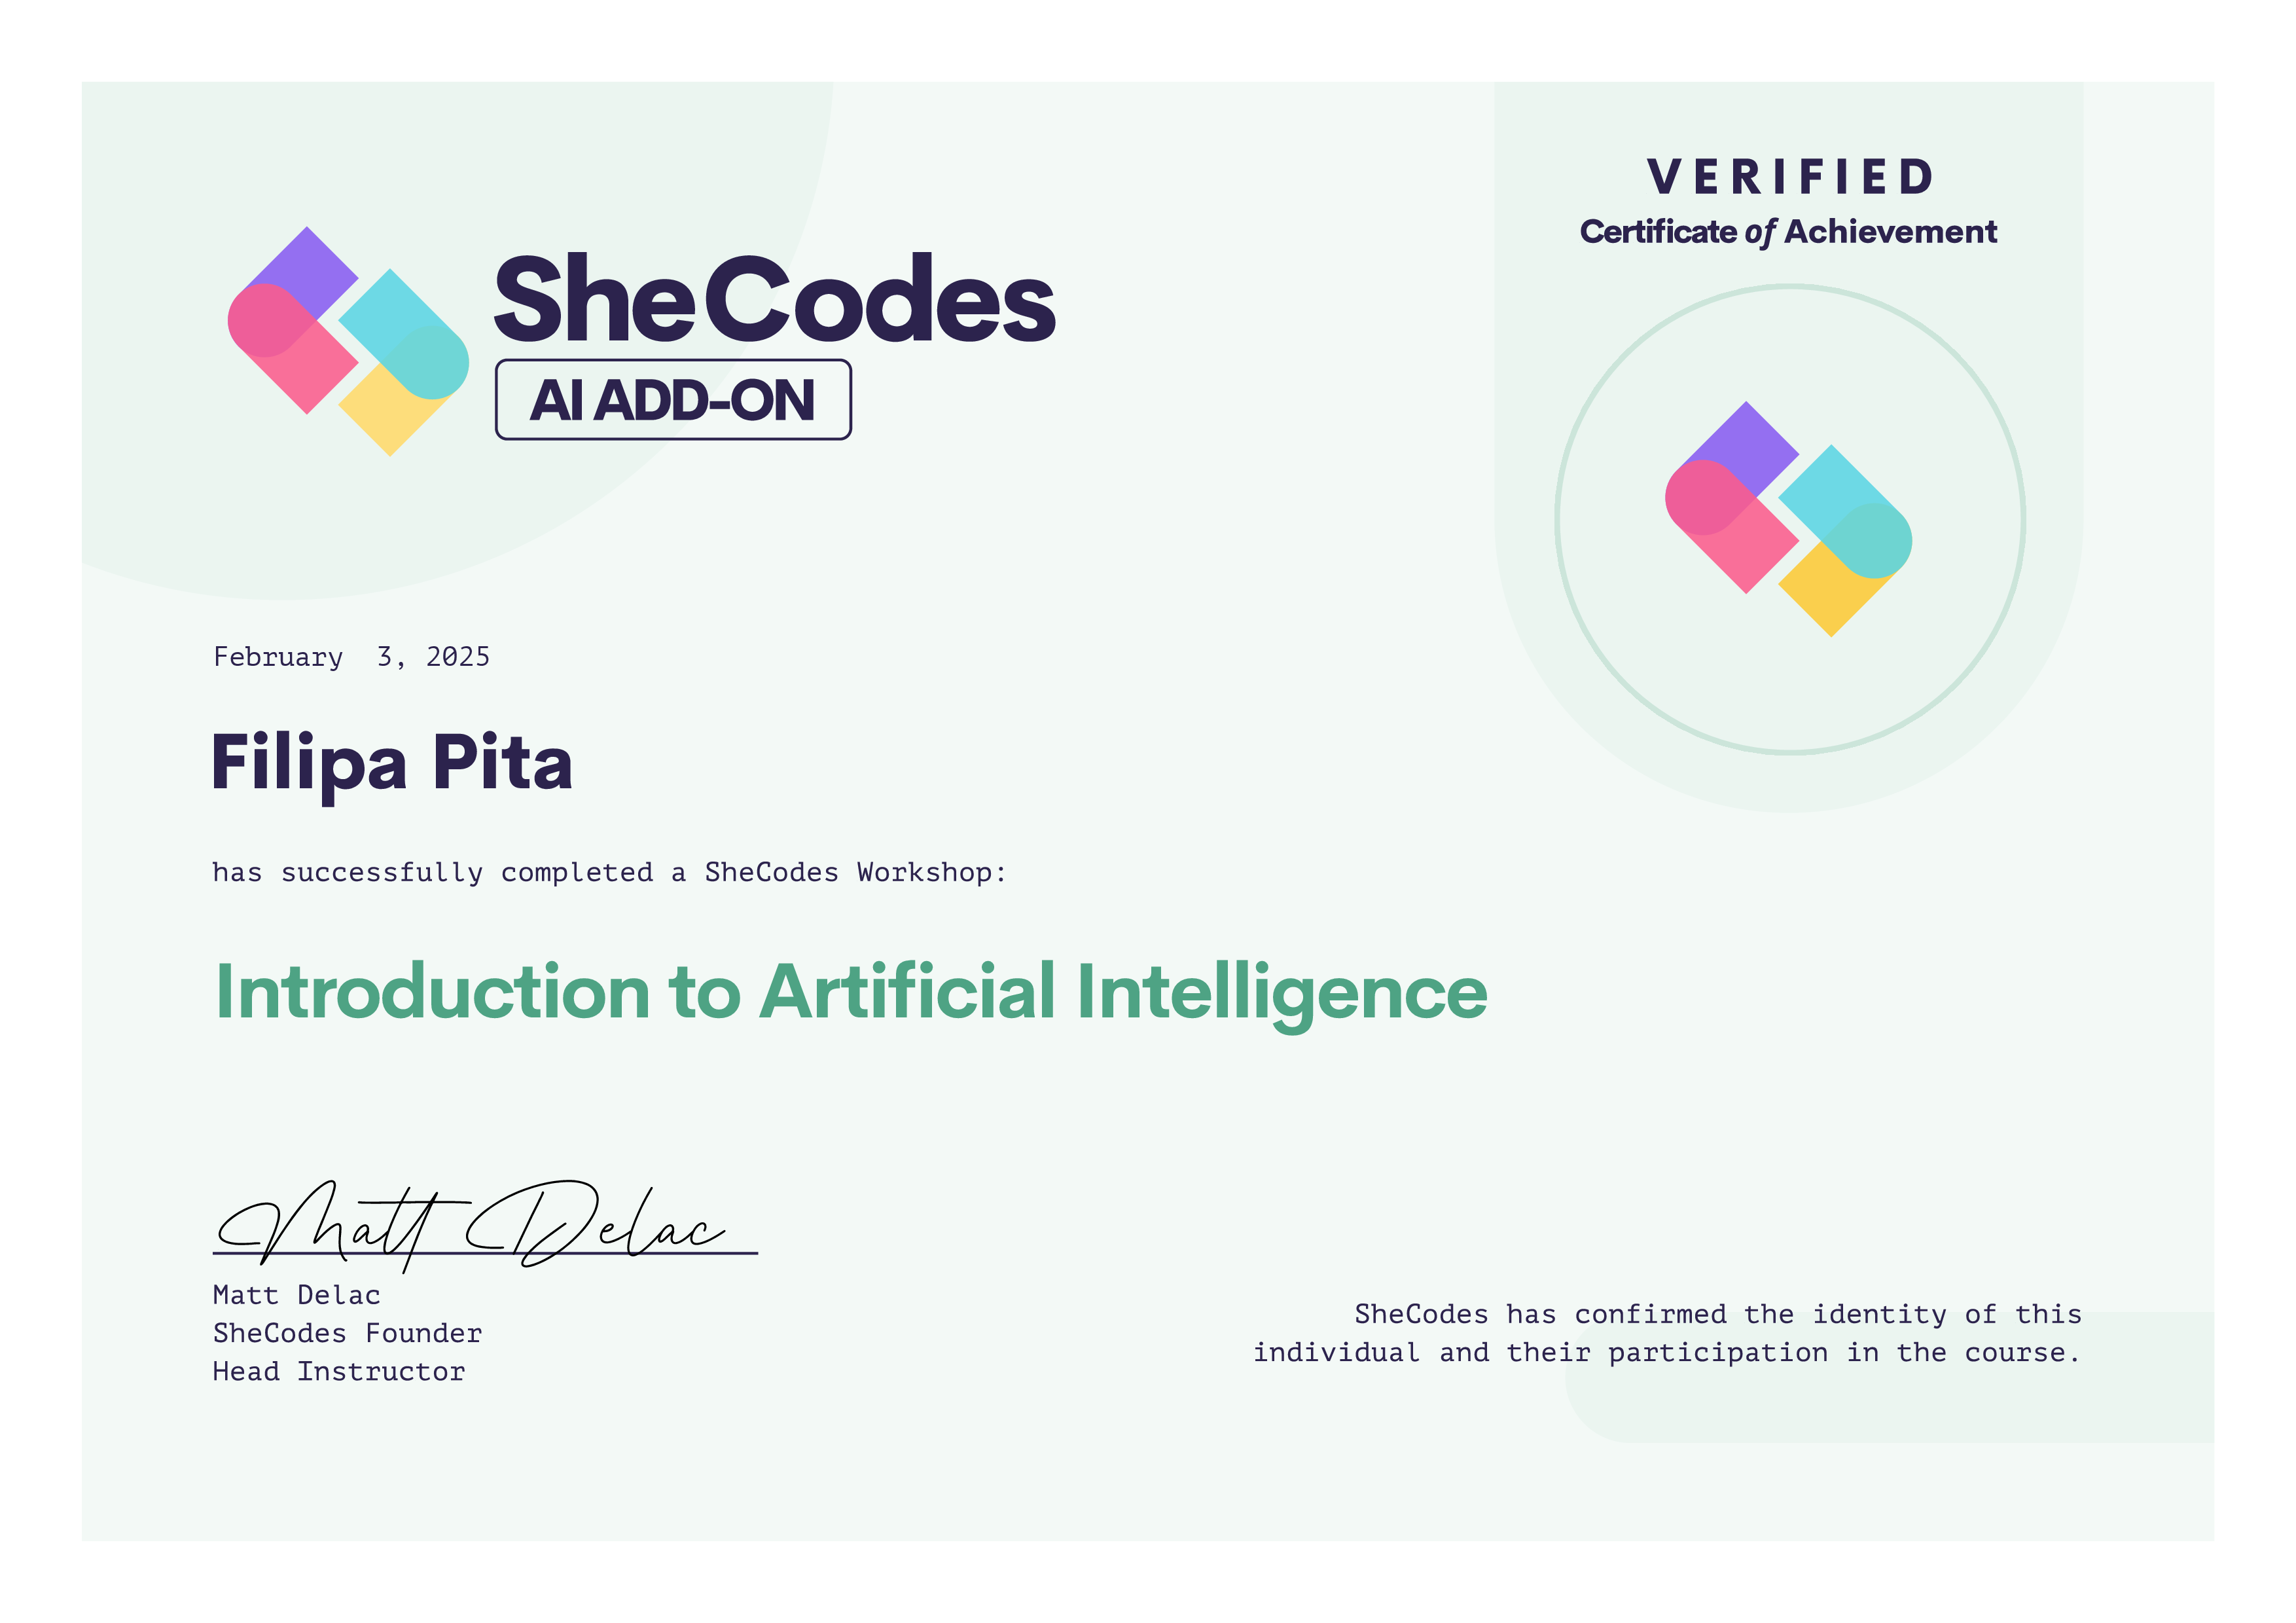 SheCodes
AI ADD-ON
VERIFIED
Certificate of Achievement
February  3, 2025
Filipa Pita
has successfully completed a SheCodes Workshop:
Introduction to Artificial Intelligence
Matt Delac
Matt Delac
SheCodes Founder
Head Instructor
SheCodes has confirmed the identity of this
individual and their participation in the course.